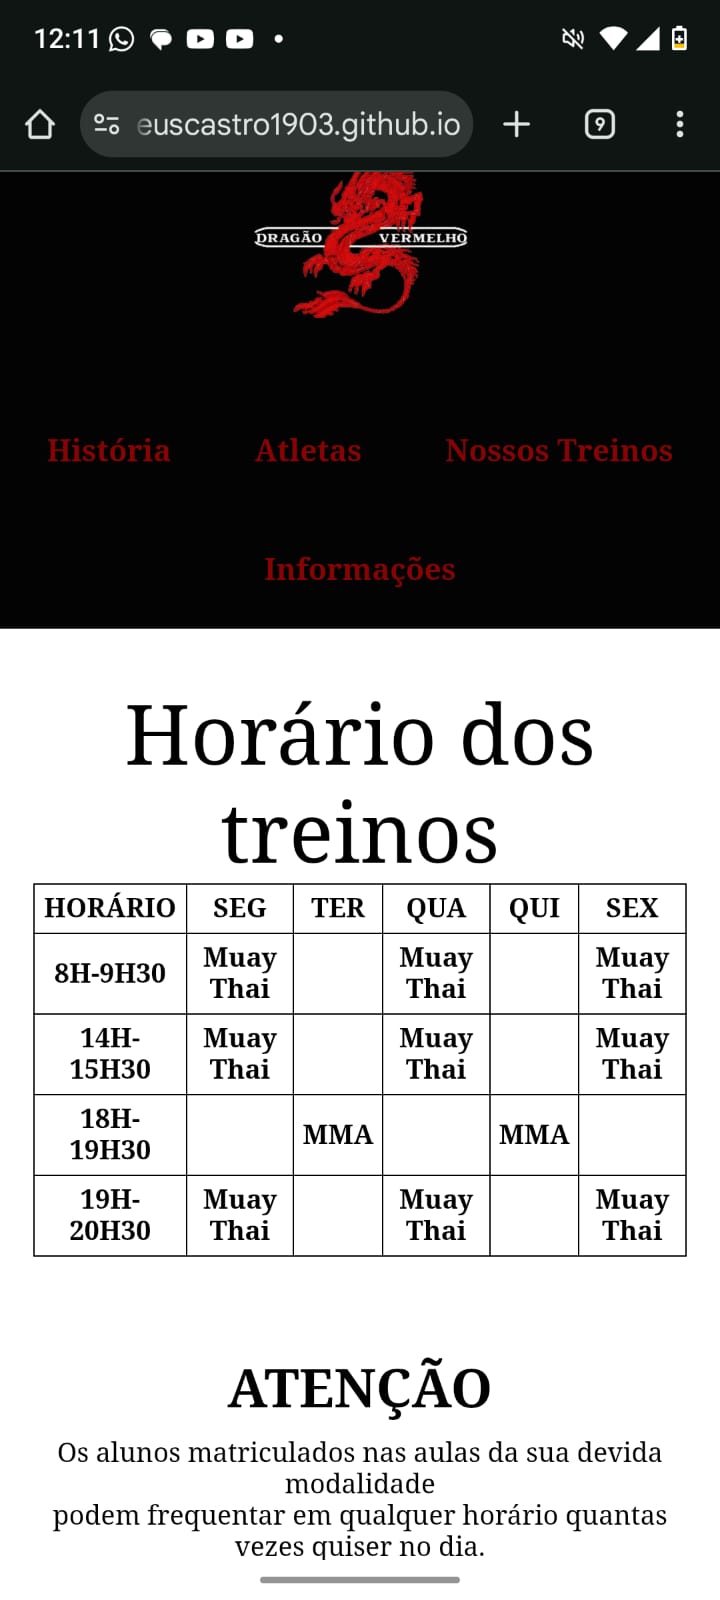 12:11
euscastro1903.github.io
9
DRAGÃO VERMELHO
História Atletas Nossos Treinos
Informações
Horário dos
treinos
HORÁRIO SEG TER QUA QUI SEX
8H-9H30 Muay Thai Muay Thai Muay Thai
14H-15H30 Muay Thai Muay Thai Muay Thai
18H-19H30 MMA MMA
19H-20H30 Muay Thai Muay Thai Muay Thai
ATENÇÃO
Os alunos matriculados nas aulas da sua devida
modalidade
podem frequentar em qualquer horário quantas
vezes quiser no dia.